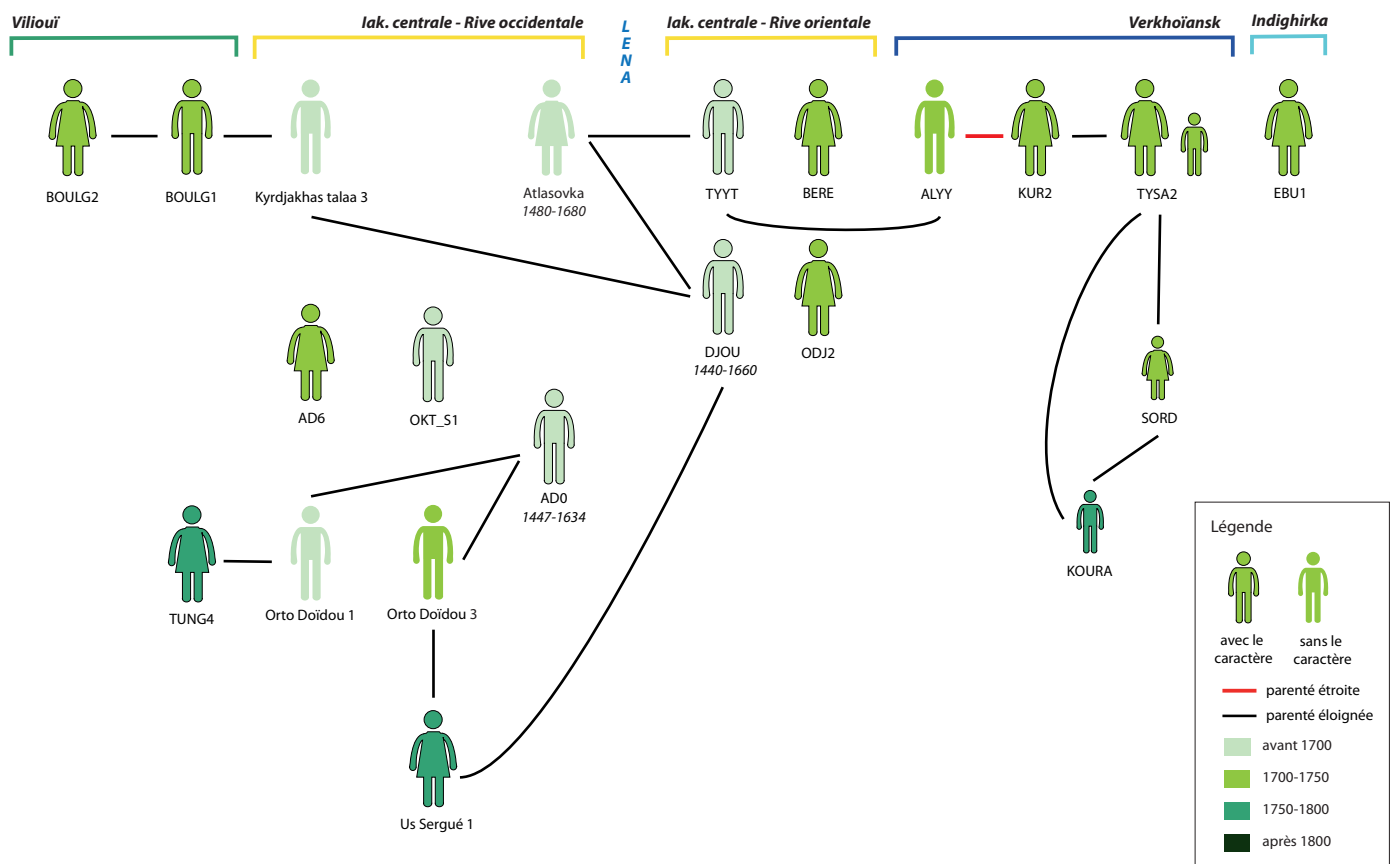 Viliouï
Iak. centrale - Rive occidentale
L
E
N
A
Iak. centrale - Rive orientale
Verkhoïansk
Indighirka
BOULG2
BOULG1
Kyrdjakhas talaa 3
Atlasovka
1480-1680
TYYT
BERE
ALYY
KUR2
TYSA2
EBU1
AD6
OKT_S1
DJOU
1440-1660
ODJ2
SORD
AD0
1447-1634
TUNG4
Orto Doïdou 1
Orto Doïdou 3
KOURA
Us Sergué 1
Légende
avec le
caractère
sans le
caractère
parenté étroite
parenté éloignée
avant 1700
1700-1750
1750-1800
après 1800